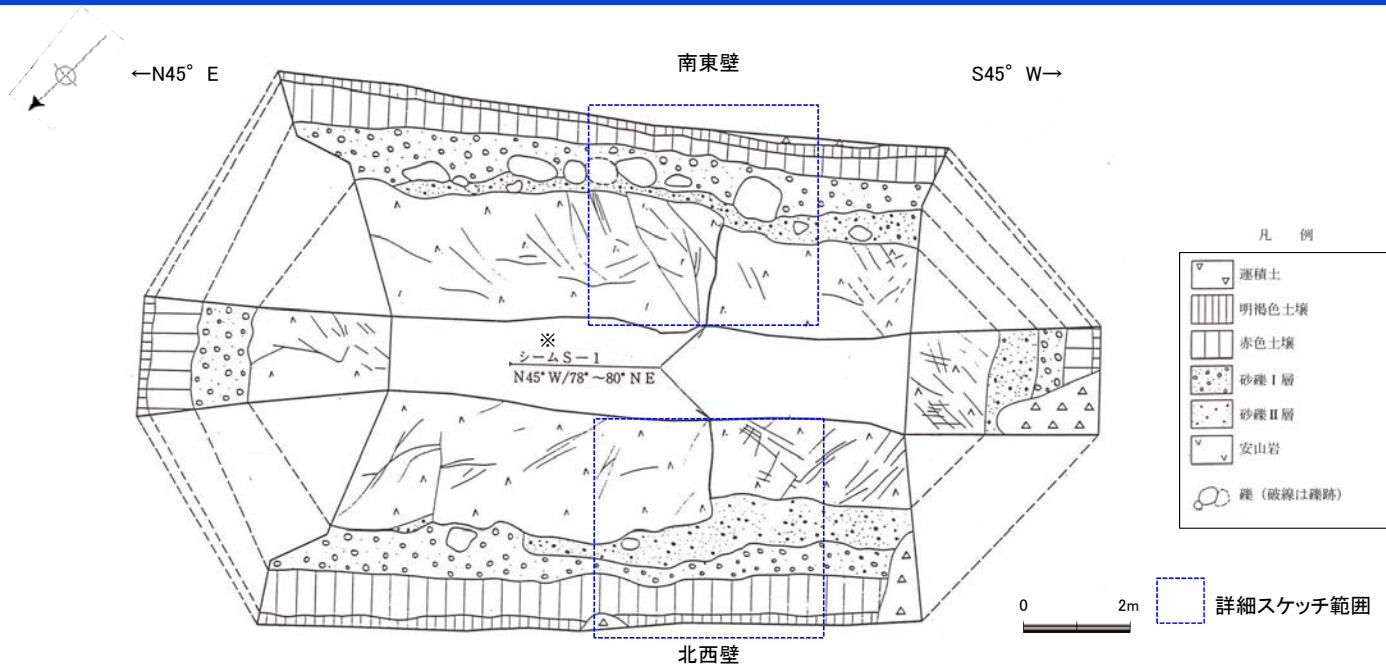 ←N45° E
南東壁
S45° W→
※
シームS-1
N45°W/78°~80°NE
凡 例
運積土
明褐色土壌
赤色土壌
砂礫Ⅰ層
砂礫Ⅱ層
安山岩
礫 (破線は礫跡)
0 2m
詳細スケッチ範囲
北西壁